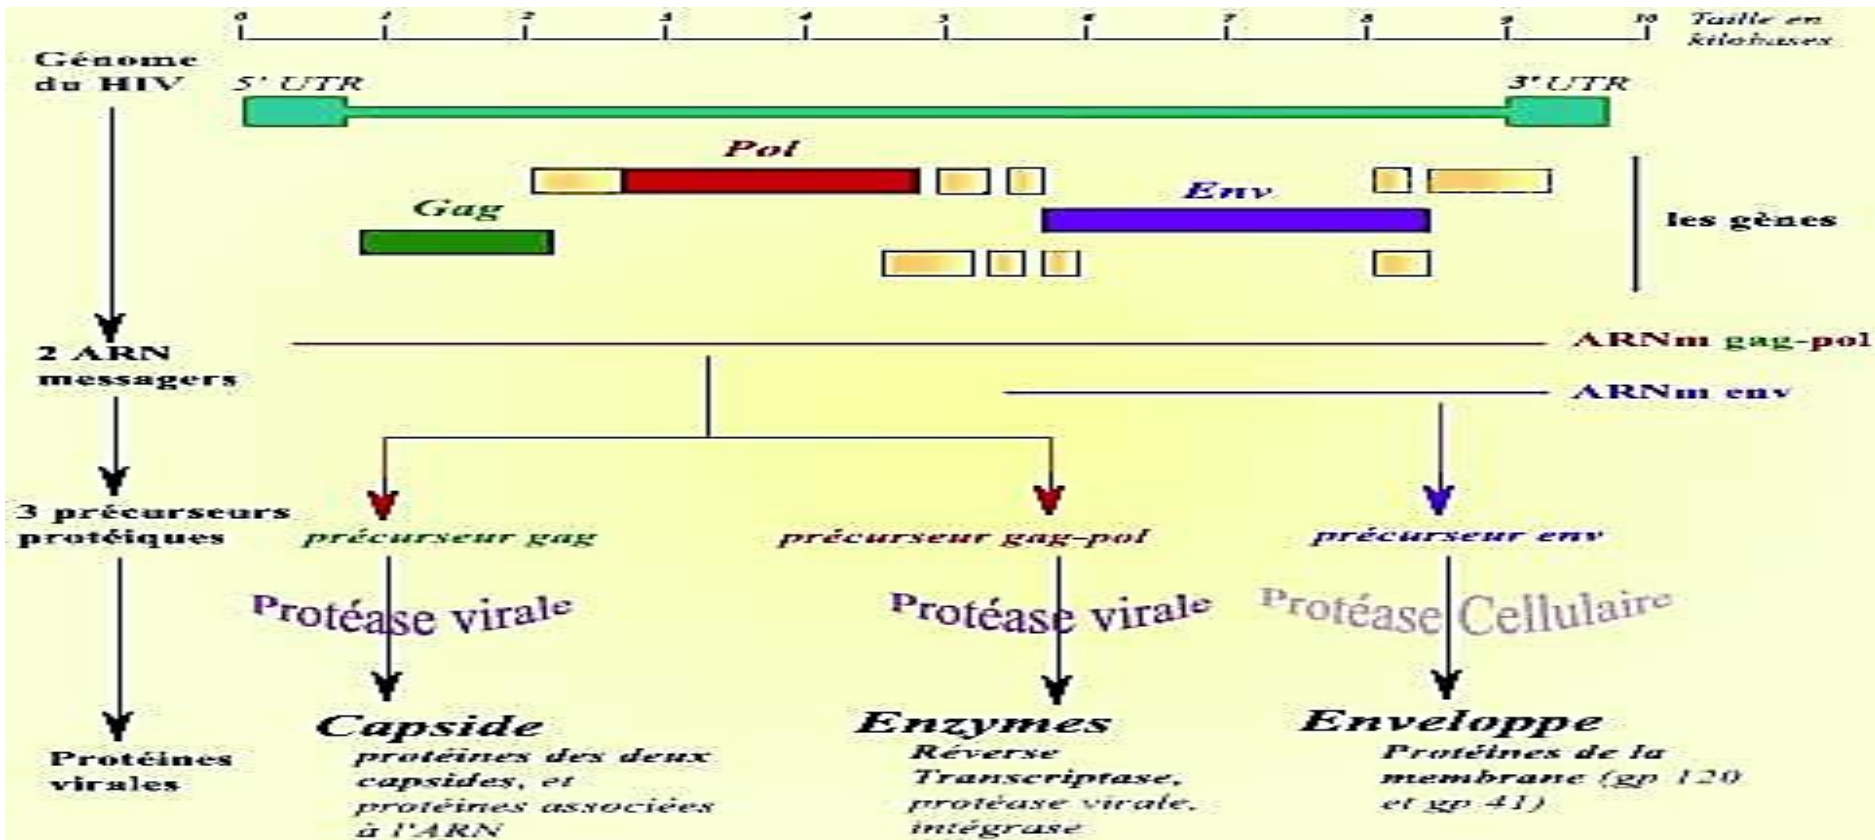 0 1 2 3 4 5 6 7 8 9 10
Taille en
kilobases
Génome
du HIV
5' UTR
3' UTR
Pol
Gag
Env
les gènes
2 ARN
messagers
ARNm gag-pol
ARNm env
3 précurseurs
protéiques
précurseur gag
précurseur gag-pol
précurseur env
Protéase virale
Protéase virale
Protéase Cellulaire
Protéines
virales
Capside
protéines des deux
capsides, et
protéines associées
à l'ARN
Enzymes
Réverse
Transcriptase,
protéase virale,
intégrase
Enveloppe
Protéines de la
membrane (gp 120
et gp 41)